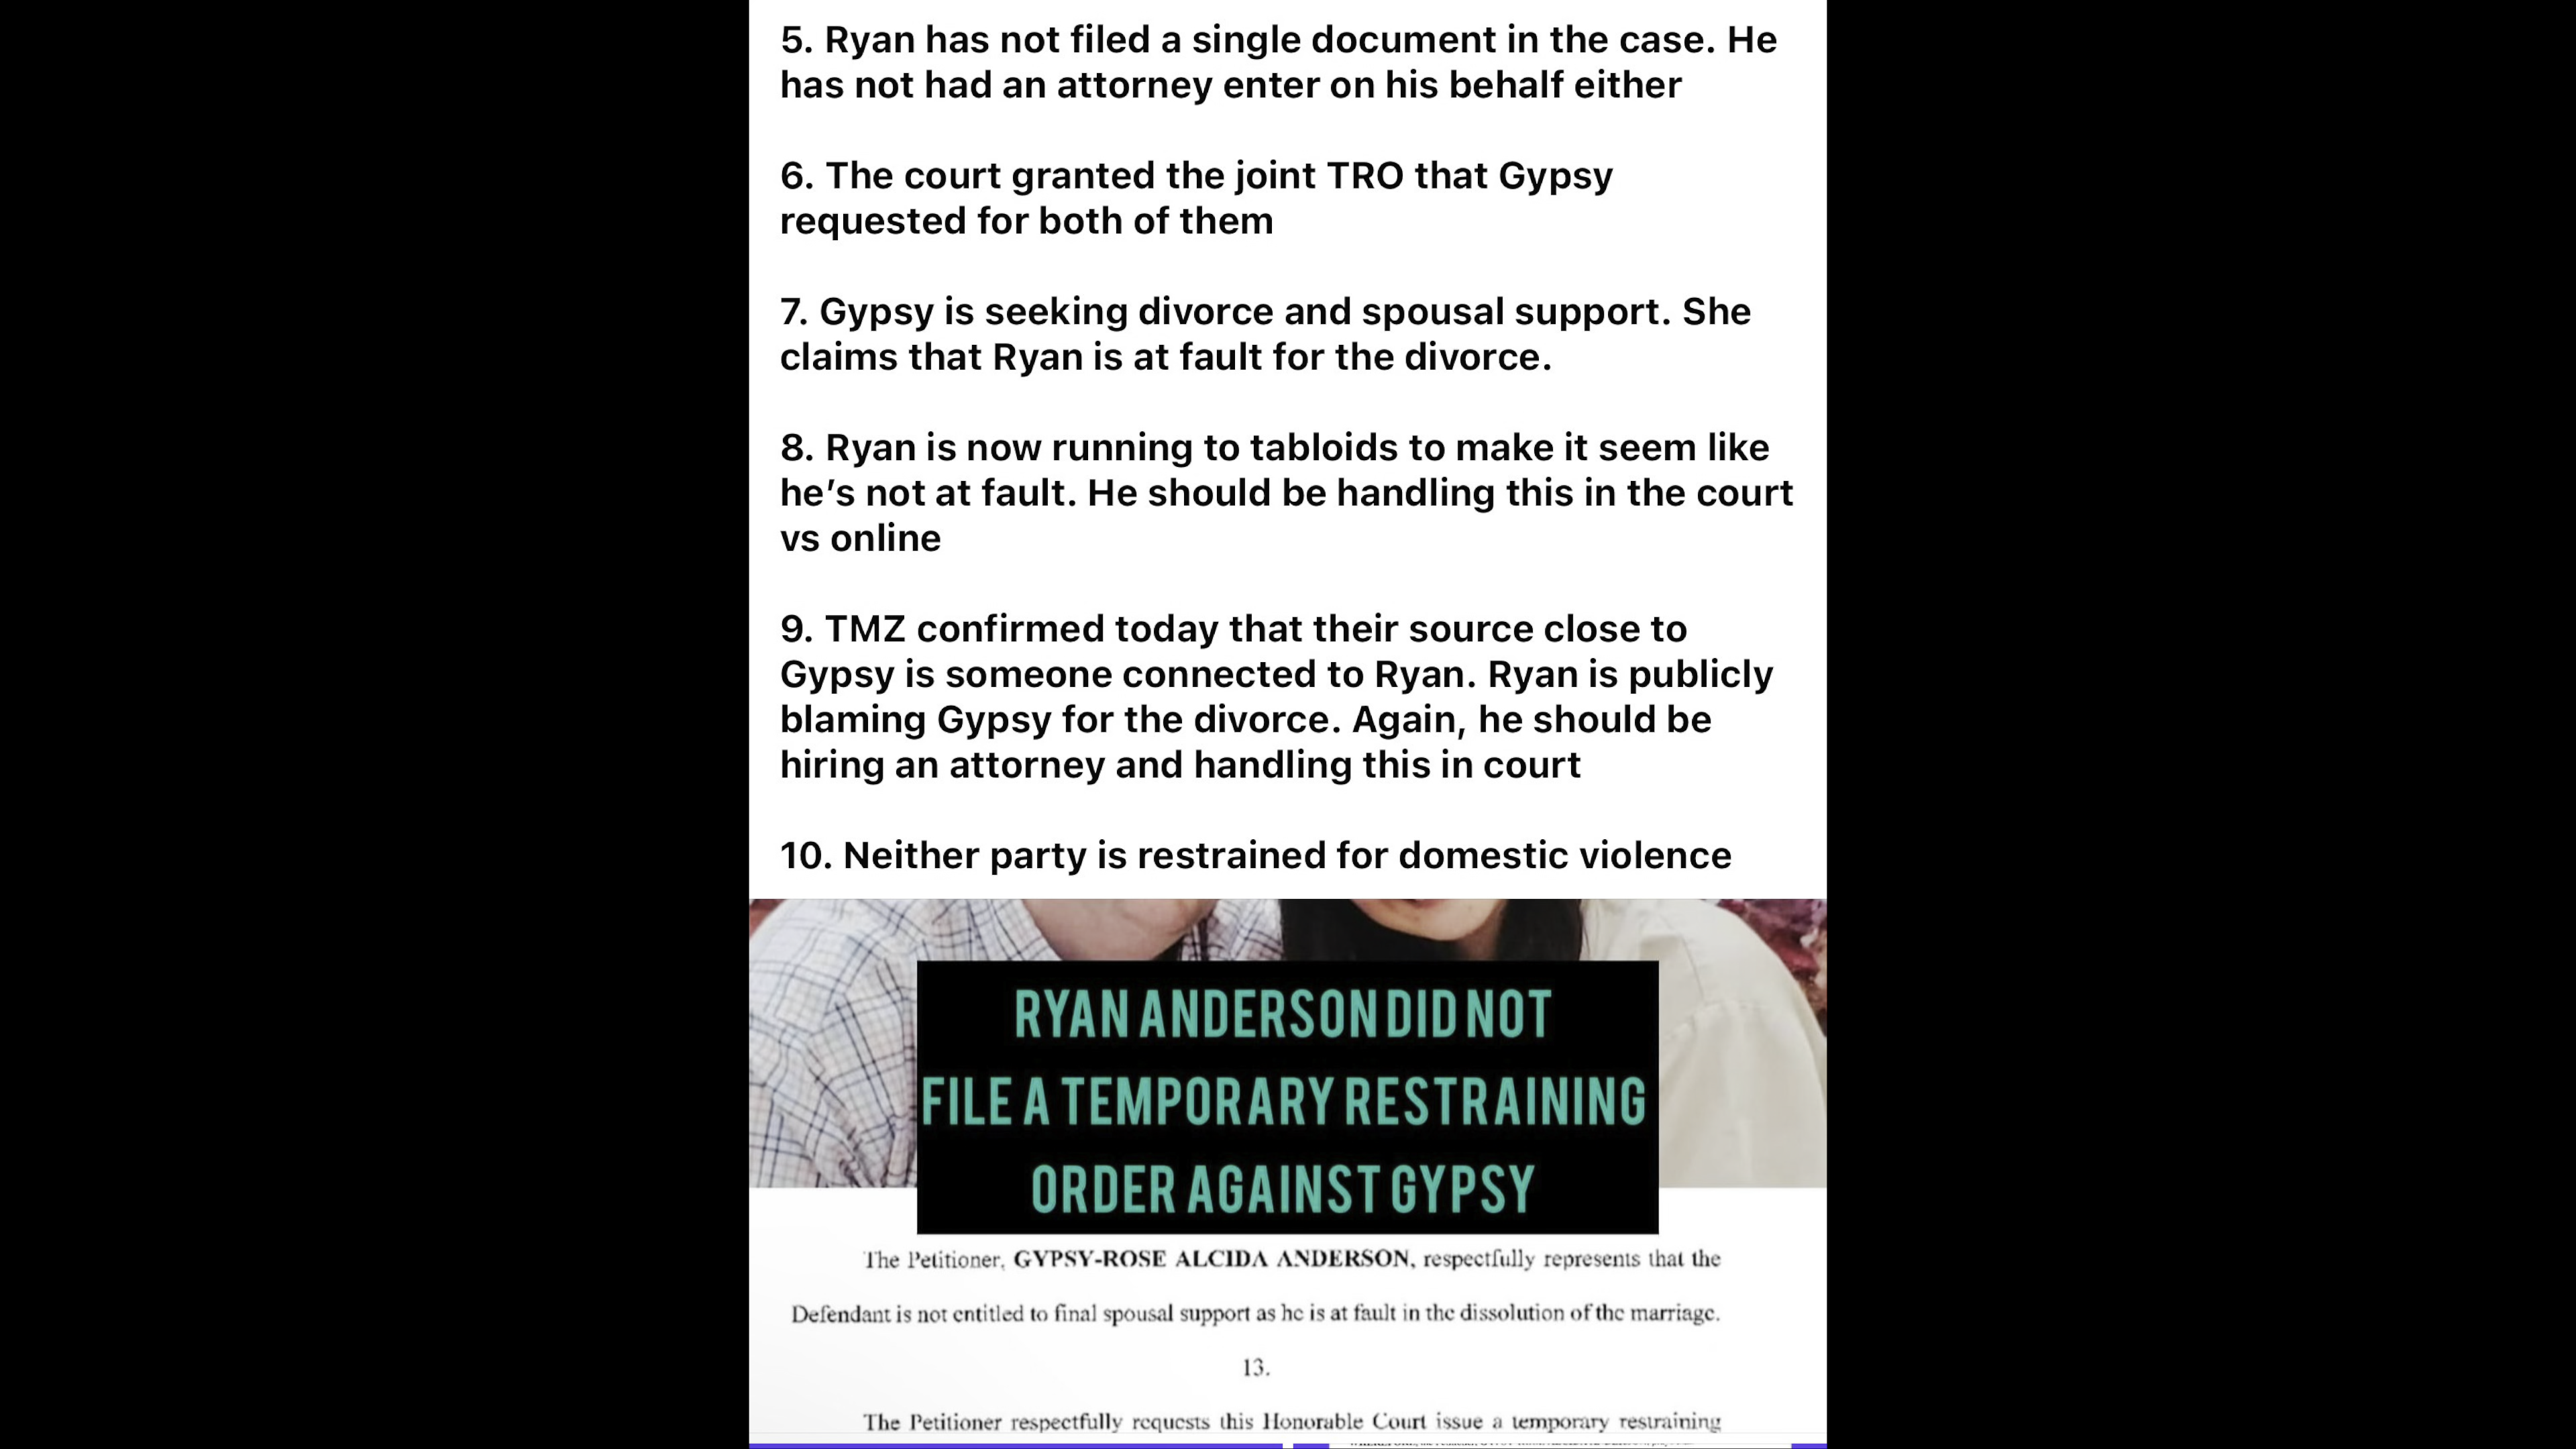 5. Ryan has not filed a single document in the case. He
has not had an attorney enter on his behalf either
6. The court granted the joint TRO that Gypsy
requested for both of them
7. Gypsy is seeking divorce and spousal support. She
claims that Ryan is at fault for the divorce.
8. Ryan is now running to tabloids to make it seem like
he’s not at fault. He should be handling this in the court
vs online
9. TMZ confirmed today that their source close to
Gypsy is someone connected to Ryan. Ryan is publicly
blaming Gypsy for the divorce. Again, he should be
hiring an attorney and handling this in court
10. Neither party is restrained for domestic violence
RYAN ANDERSON DID NOT
FILE A TEMPORARY RESTRAINING
ORDER AGAINST GYPSY
The Petitioner, GYPSY-ROSE ALCIDA ANDERSON, respectfully represents that the
Defendant is not entitled to final spousal support as he is at fault in the dissolution of the marriage.
13.
The Petitioner respectfully requests this Honorable Court issue a temporary restraining